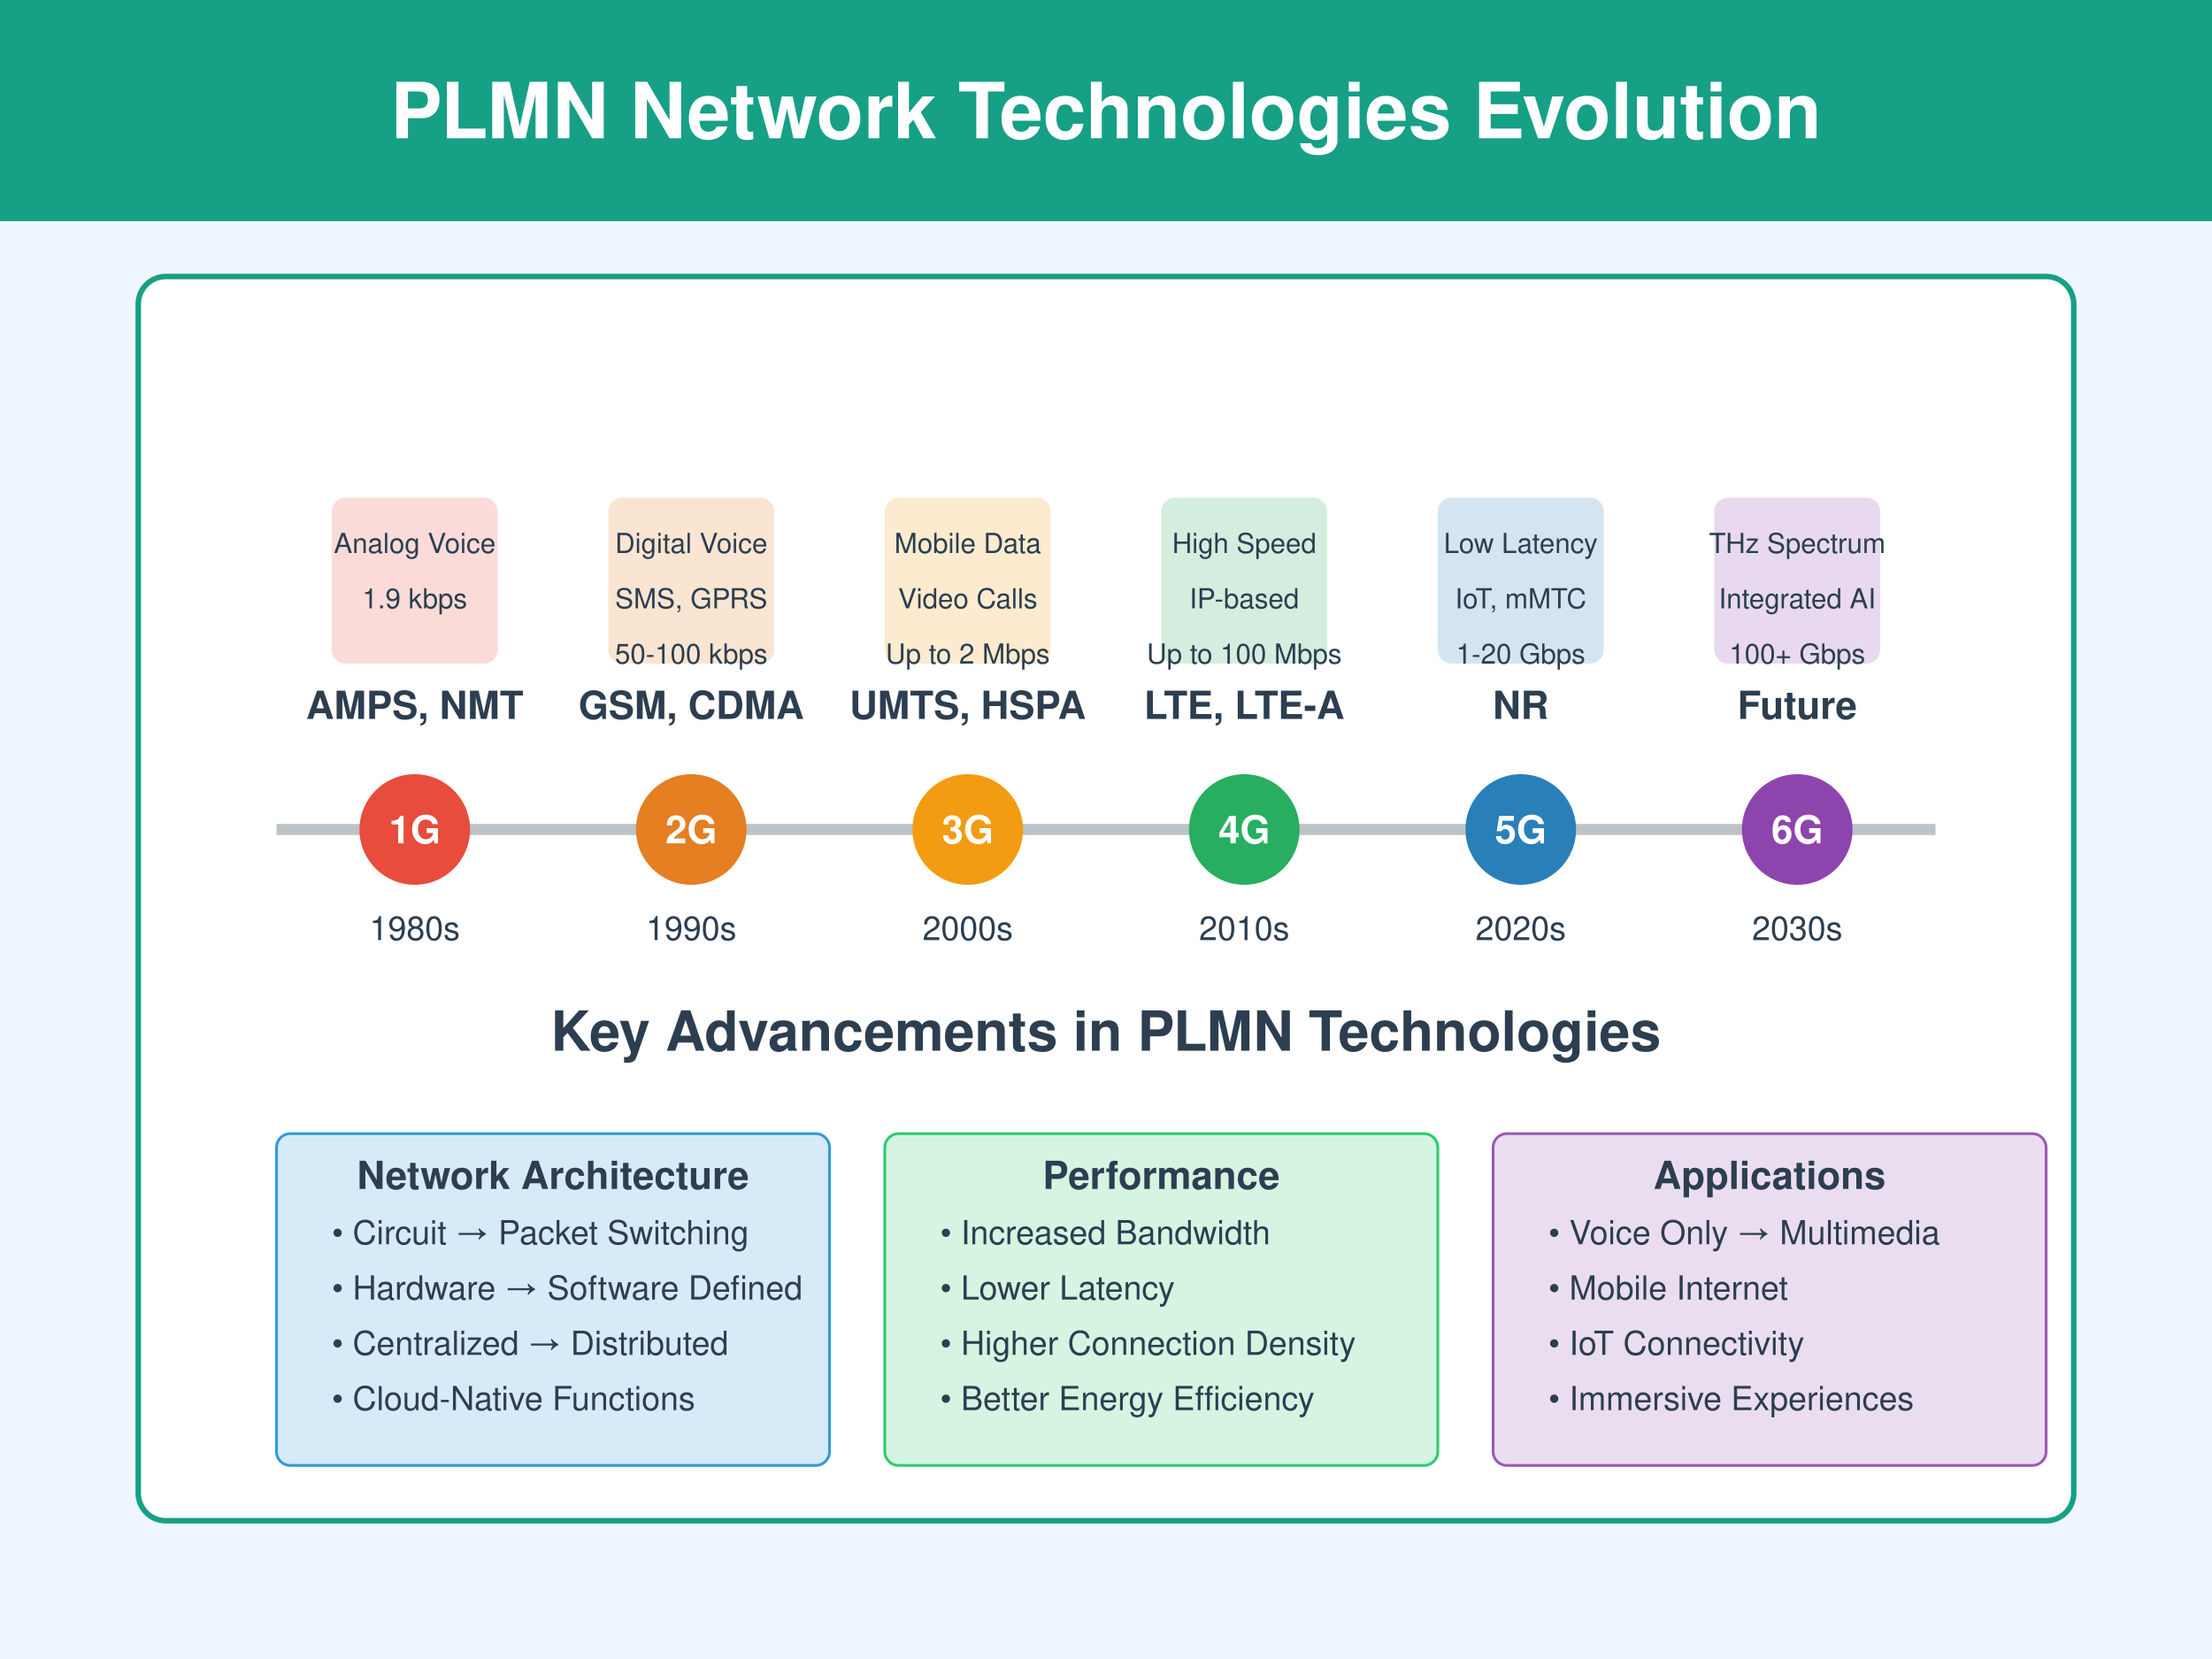 PLMN Network Technologies Evolution
Analog Voice
1.9 kbps
AMPS, NMT
1G
1980s
Digital Voice
SMS, GPRS
50-100 kbps
GSM, CDMA
2G
1990s
Mobile Data
Video Calls
Up to 2 Mbps
UMTS, HSPA
3G
2000s
High Speed
IP-based
Up to 100 Mbps
LTE, LTE-A
4G
2010s
Low Latency
IoT, mMTC
1-20 Gbps
NR
5G
2020s
THz Spectrum
Integrated AI
100+ Gbps
Future
6G
2030s
Key Advancements in PLMN Technologies
Network Architecture
• Circuit → Packet Switching
• Hardware → Software Defined
• Centralized → Distributed
• Cloud-Native Functions
Performance
• Increased Bandwidth
• Lower Latency
• Higher Connection Density
• Better Energy Efficiency
Applications
• Voice Only → Multimedia
• Mobile Internet
• IoT Connectivity
• Immersive Experiences